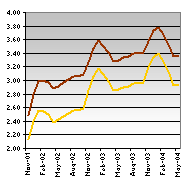 4.00
3.80
3.60
3.40
3.20
3.00
2.80
2.60
2.40
2.20
2.00
Nov-01
Feb-02
May-02
Aug-02
Nov-02
Feb-03
May-03
Aug-03
Nov-03
Feb-04
May-04